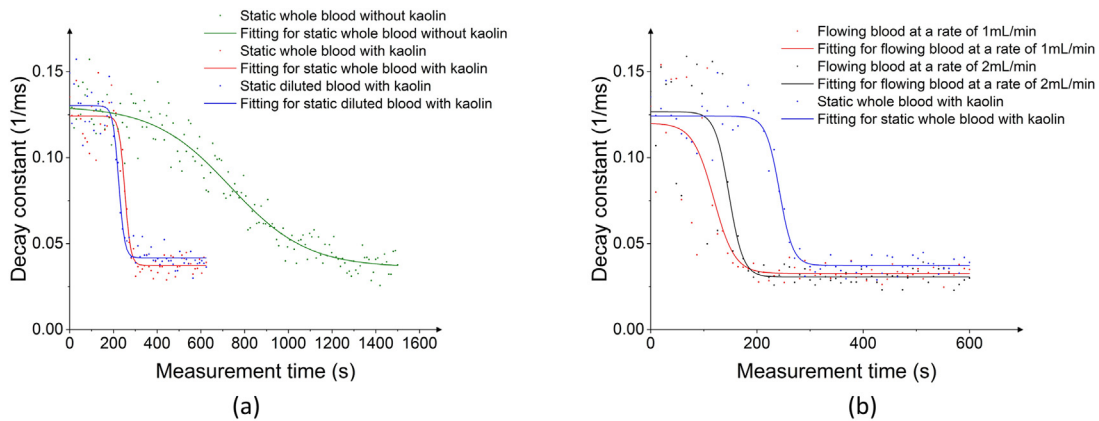 Static whole blood without kaolin
Fitting for static whole blood without kaolin
Static whole blood with kaolin
Fitting for static whole blood with kaolin
Static diluted blood with kaolin
Fitting for static diluted blood with kaolin
0.15
0.10
0.05
0.00
Decay constant (1/ms)
0 200 400 600 800 1000 1200 1400 1600
Measurement time (s)
(a)
Flowing blood at a rate of 1mL/min
Fitting for flowing blood at a rate of 1mL/min
Flowing blood at a rate of 2mL/min
Fitting for flowing blood at a rate of 2mL/min
Static whole blood with kaolin
Fitting for static whole blood with kaolin
0.15
0.10
0.05
0.00
Decay constant (1/ms)
0 200 400 600
Measurement time (s)
(b)